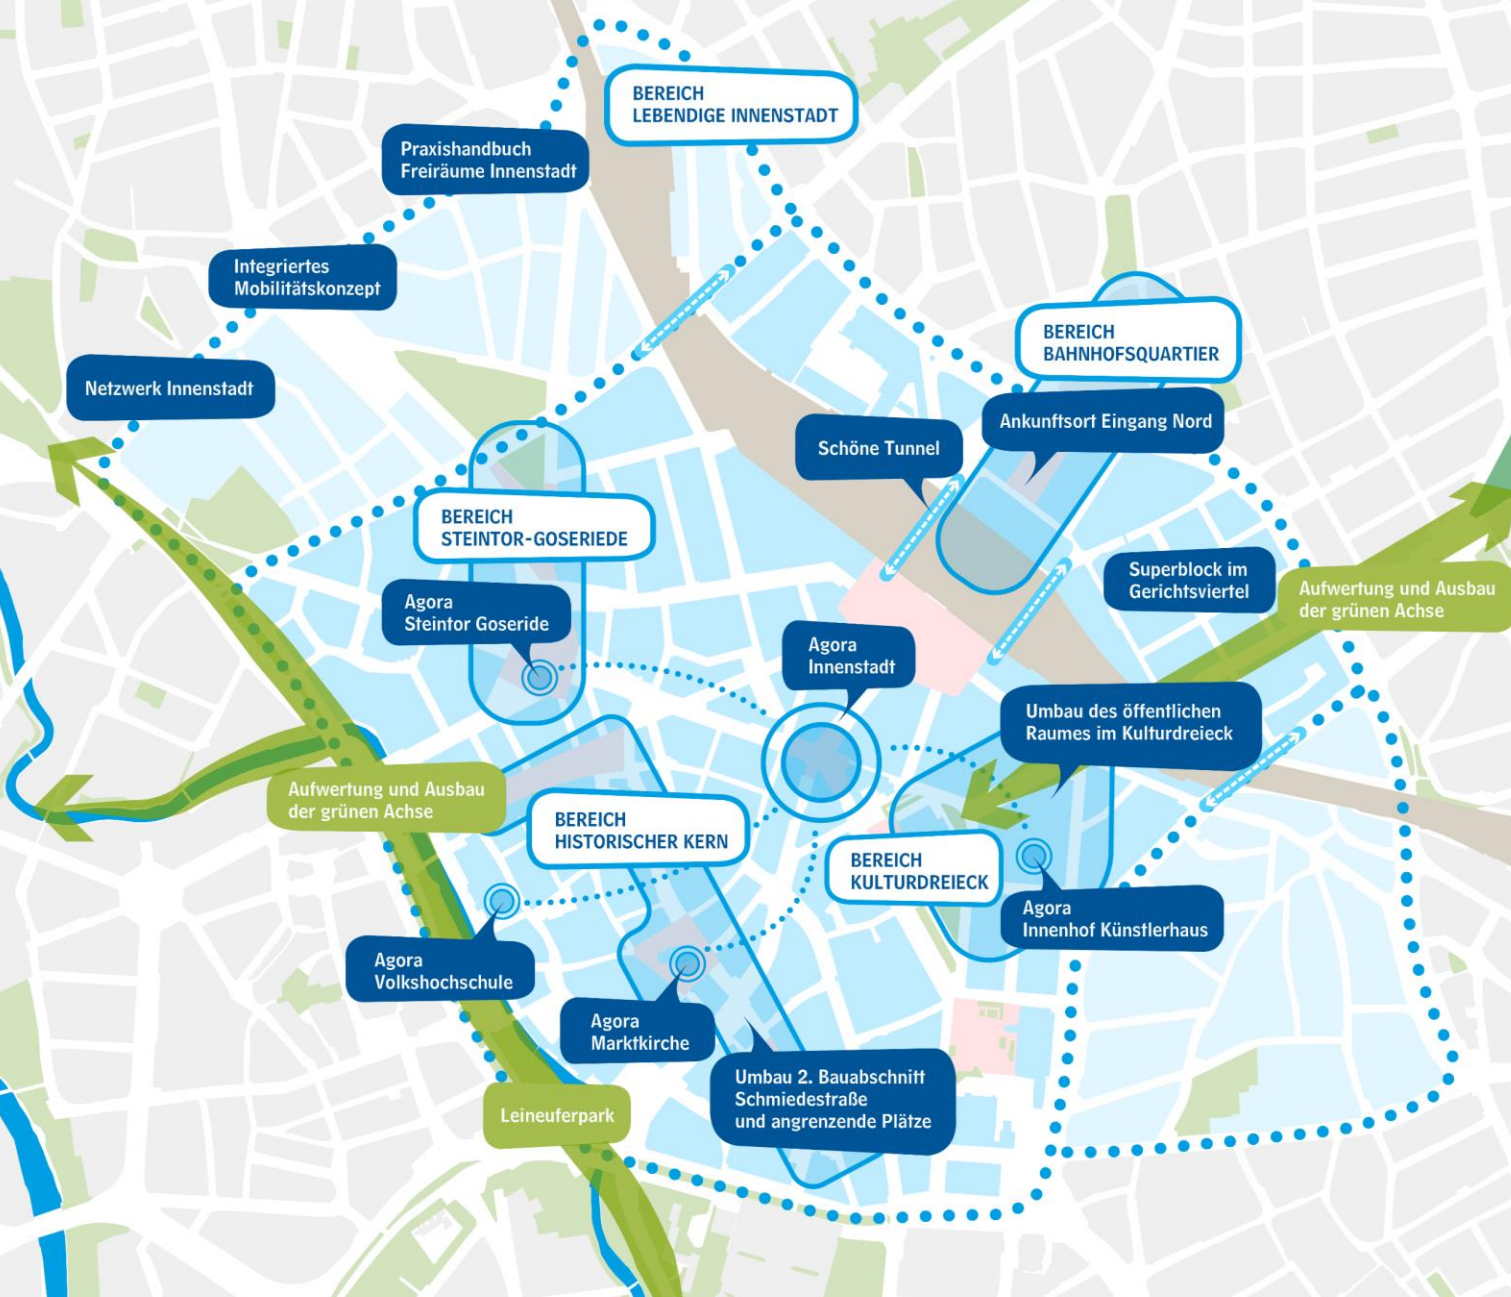 BEREICH
LEBENDIGE INNENSTADT
Praxishandbuch
Freiräume Innenstadt
Integriertes
Mobilitätskonzept
Netzwerk Innenstadt
BEREICH
BAHNHOFSQUARTIER
Ankunftsort Eingang Nord
Schöne Tunnel
BEREICH
STEINTOR-GOSERIEDE
Superblock im
Gerichtsviertel
Aufwertung und Ausbau
der grünen Achse
Agora
Steintor Goseride
Agora
Innenstadt
Umbau des öffentlichen
Raumes im Kulturdreieck
Aufwertung und Ausbau
der grünen Achse
BEREICH
HISTORISCHER KERN
BEREICH
KULTURDREIECK
Agora
Innenhof Künstlerhaus
Agora
Volkshochschule
Agora
Marktkirche
Umbau 2. Bauabschnitt
Schmiedestraße
und angrenzende Plätze
Leineuferpark